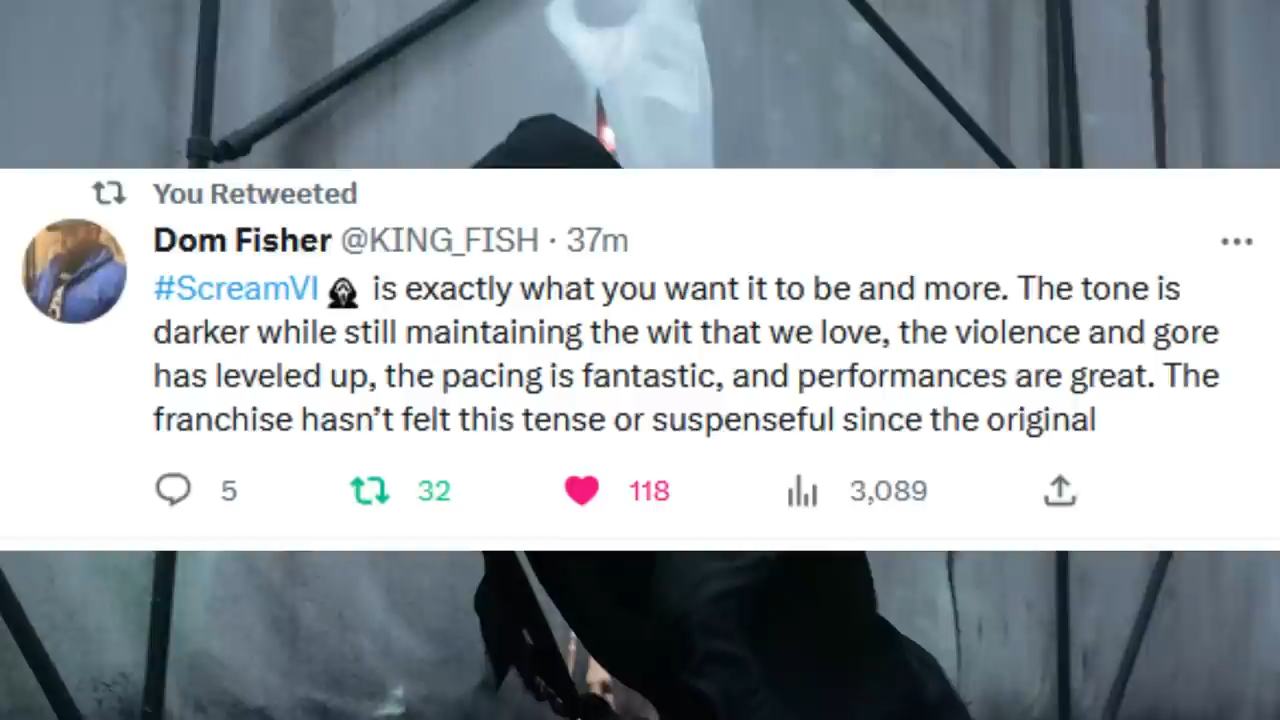 You Retweeted
Dom Fisher @KING_FISH · 37m
#ScreamVI is exactly what you want it to be and more. The tone is
darker while still maintaining the wit that we love, the violence and gore
has leveled up, the pacing is fantastic, and performances are great. The
franchise hasn’t felt this tense or suspenseful since the original
5 32 118 3,089